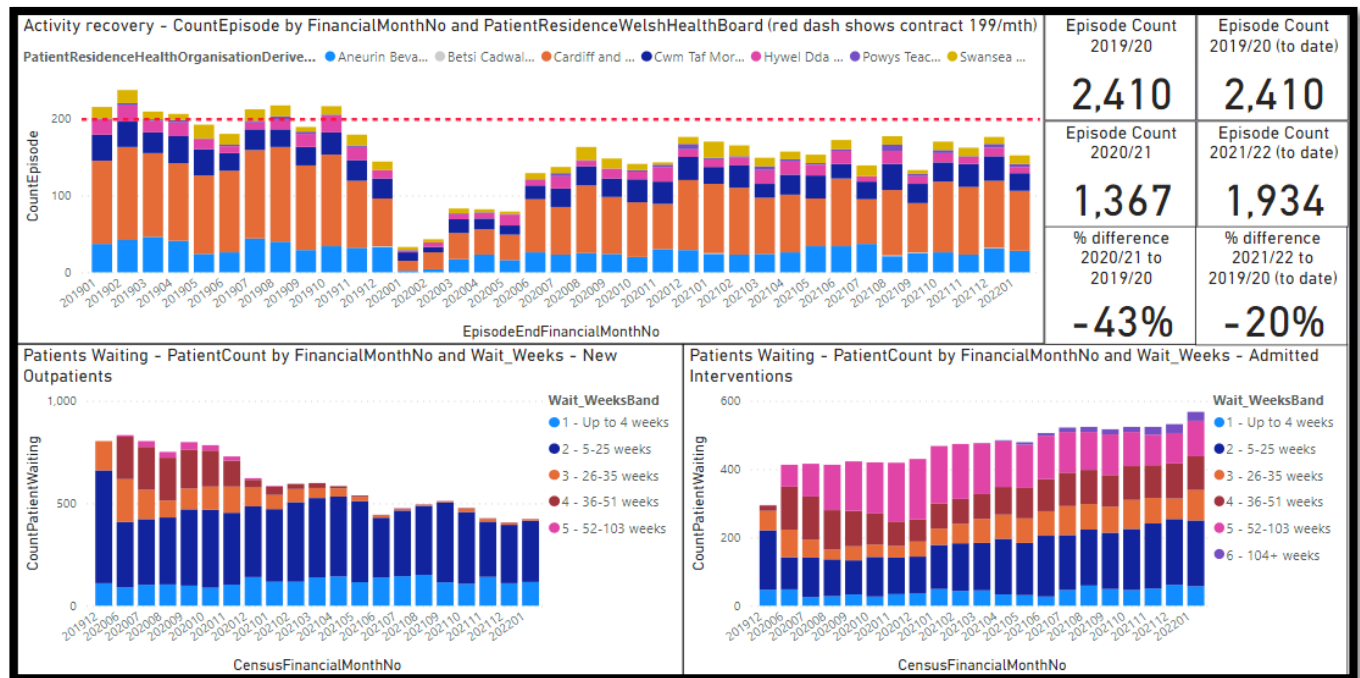 Activity recovery - CountEpisode by FinancialMonthNo and PatientResidenceWelshHealthBoard (red dash shows contract 199/mth)
PatientResidenceHealthOrganisationDerive... Aneurin Beva... Betsi Cadwal... Cardiff and ... Cwm Taf Mor... Hywel Dda ... Powys Teac... Swansea ...
CountEpisode
200
100
0
201901 201902 201903 201904 201905 201906 201907 201908 201909 201910 201911 201912 202001 202002 202003 202004 202005 202006 202007 202008 202009 202010 202011 202012 202101 202102 202103 202104 202105 202106 202107 202108 202109 202110 202111 202112 202201
EpisodeEndFinancialMonthNo
Episode Count
2019/20
2,410
Episode Count
2019/20 (to date)
2,410
Episode Count
2020/21
1,367
Episode Count
2021/22 (to date)
1,934
% difference
2020/21 to
2019/20
-43%
% difference
2021/22 to
2019/20 (to date)
-20%
Patients Waiting - PatientCount by FinancialMonthNo and Wait_Weeks - New
Outpatients
CountPatientWaiting
1,000
500
0
201912 202006 202007 202008 202009 202010 202011 202012 202101 202102 202103 202104 202105 202106 202107 202108 202109 202110 202111 202112 202201
CensusFinancialMonthNo
Wait_WeeksBand
1 - Up to 4 weeks
2 - 5-25 weeks
3 - 26-35 weeks
4 - 36-51 weeks
5 - 52-103 weeks
Patients Waiting - PatientCount by FinancialMonthNo and Wait_Weeks - Admitted
Interventions
CountPatientWaiting
600
400
200
0
201912 202006 202007 202008 202009 202010 202011 202012 202101 202102 202103 202104 202105 202106 202107 202108 202109 202110 202111 202112 202201
CensusFinancialMonthNo
Wait_WeeksBand
1 - Up to 4 weeks
2 - 5-25 weeks
3 - 26-35 weeks
4 - 36-51 weeks
5 - 52-103 weeks
6 - 104+ weeks